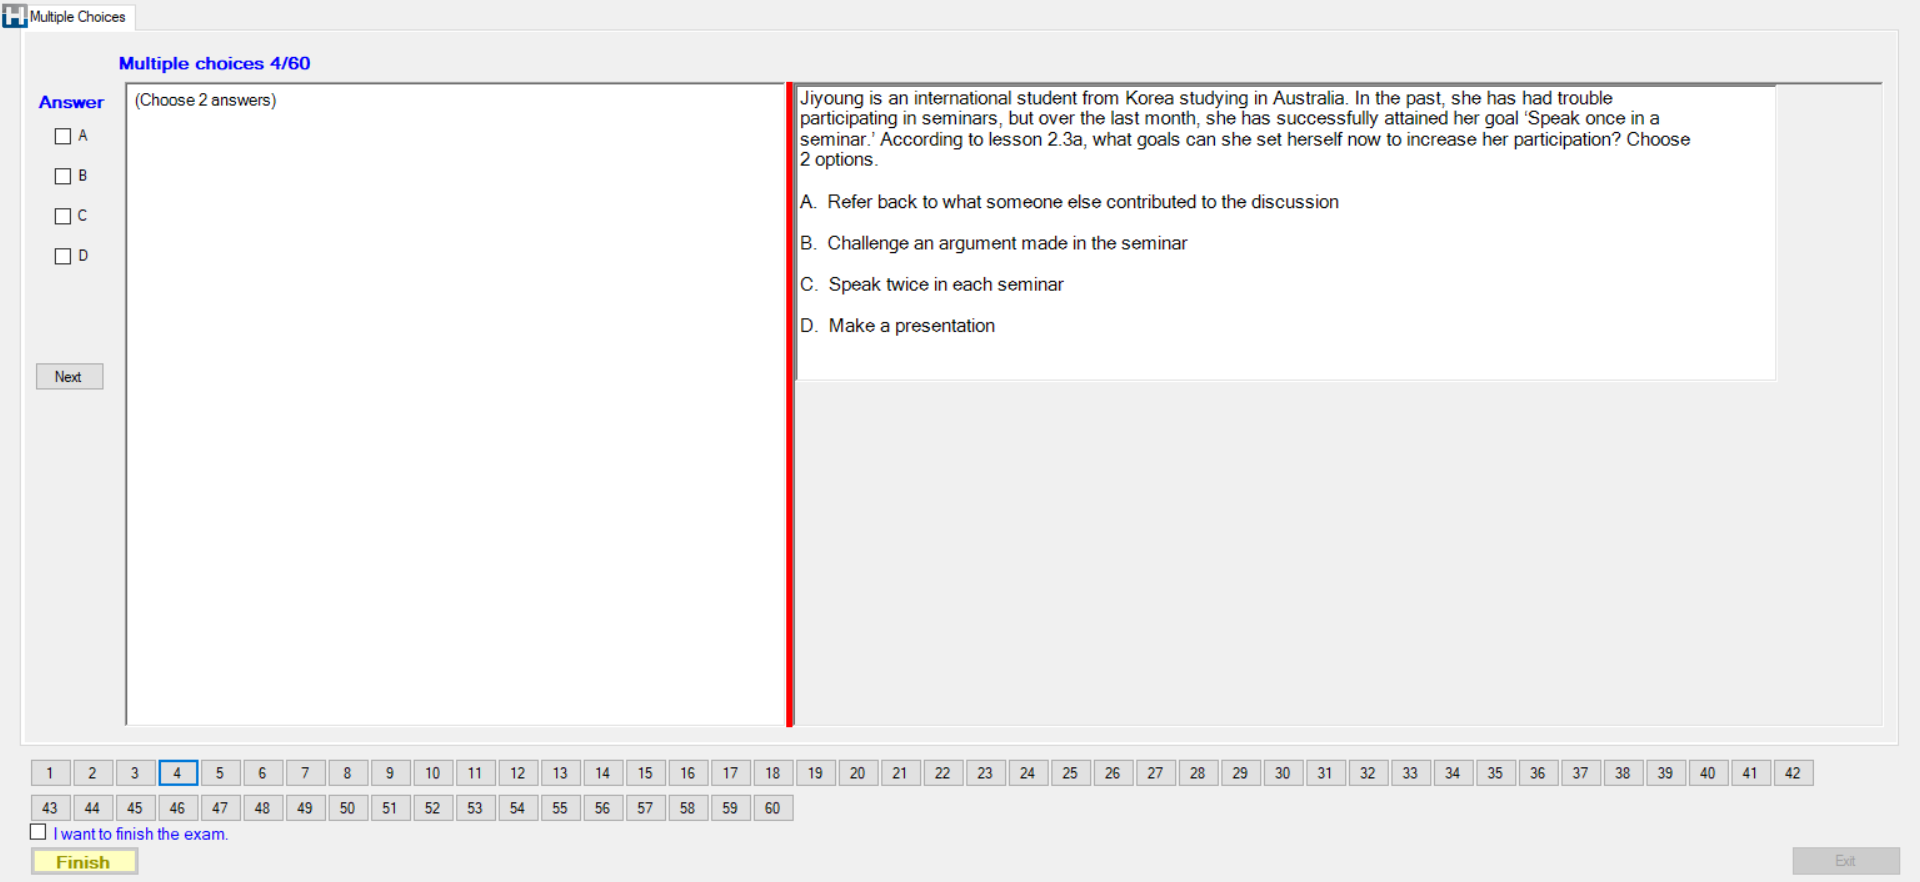 Multiple Choices
Multiple choices 4/60
Answer
A
B
C
D
Next
(Choose 2 answers)
Jiyoung is an international student from Korea studying in Australia. In the past, she has had trouble
participating in seminars, but over the last month, she has successfully attained her goal ‘Speak once in a
seminar.’ According to lesson 2.3a, what goals can she set herself now to increase her participation? Choose
2 options.
A. Refer back to what someone else contributed to the discussion
B. Challenge an argument made in the seminar
C. Speak twice in each seminar
D. Make a presentation
1 2 3 4 5 6 7 8 9 10 11 12 13 14 15 16 17 18 19 20 21 22 23 24 25 26 27 28 29 30 31 32 33 34 35 36 37 38 39 40 41 42
43 44 45 46 47 48 49 50 51 52 53 54 55 56 57 58 59 60
I want to finish the exam.
Finish
Exit